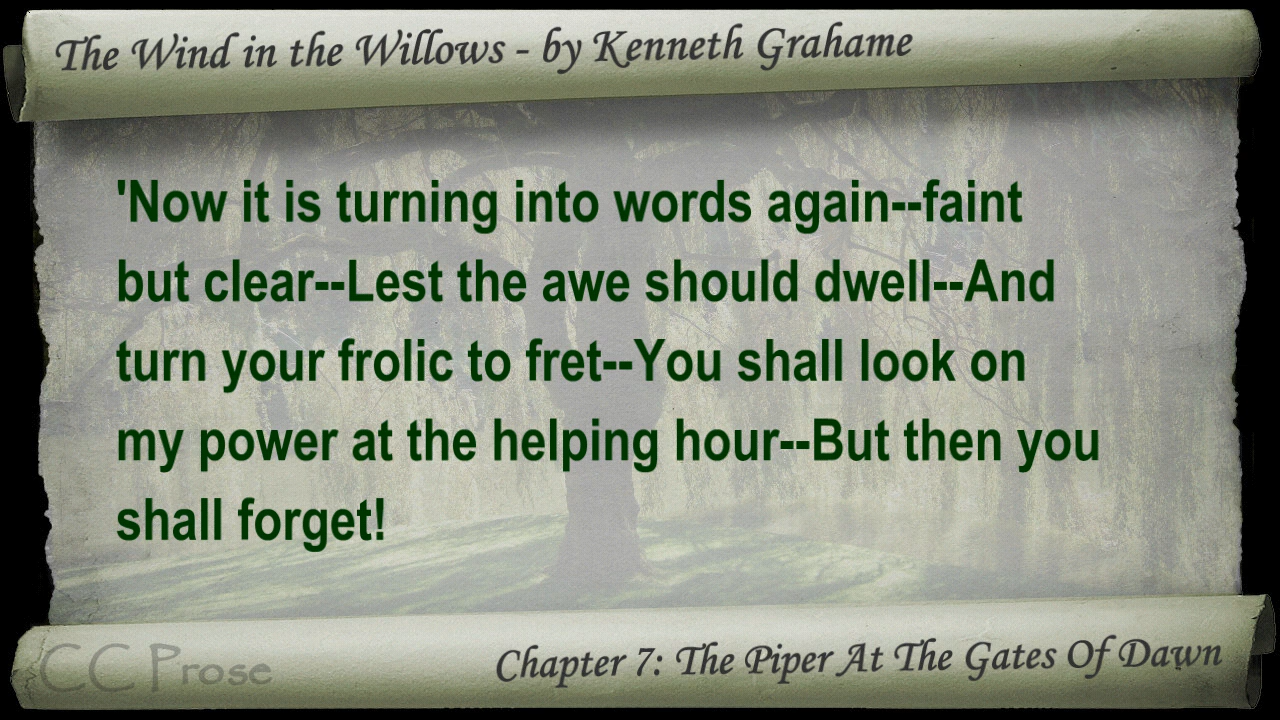 The Wind in the Willows - by Kenneth Grahame
'Now it is turning into words again--faint
but clear--Lest the awe should dwell--And
turn your frolic to fret--You shall look on
my power at the helping hour--But then you
shall forget!
CC Prose
Chapter 7: The Piper At The Gates Of Dawn